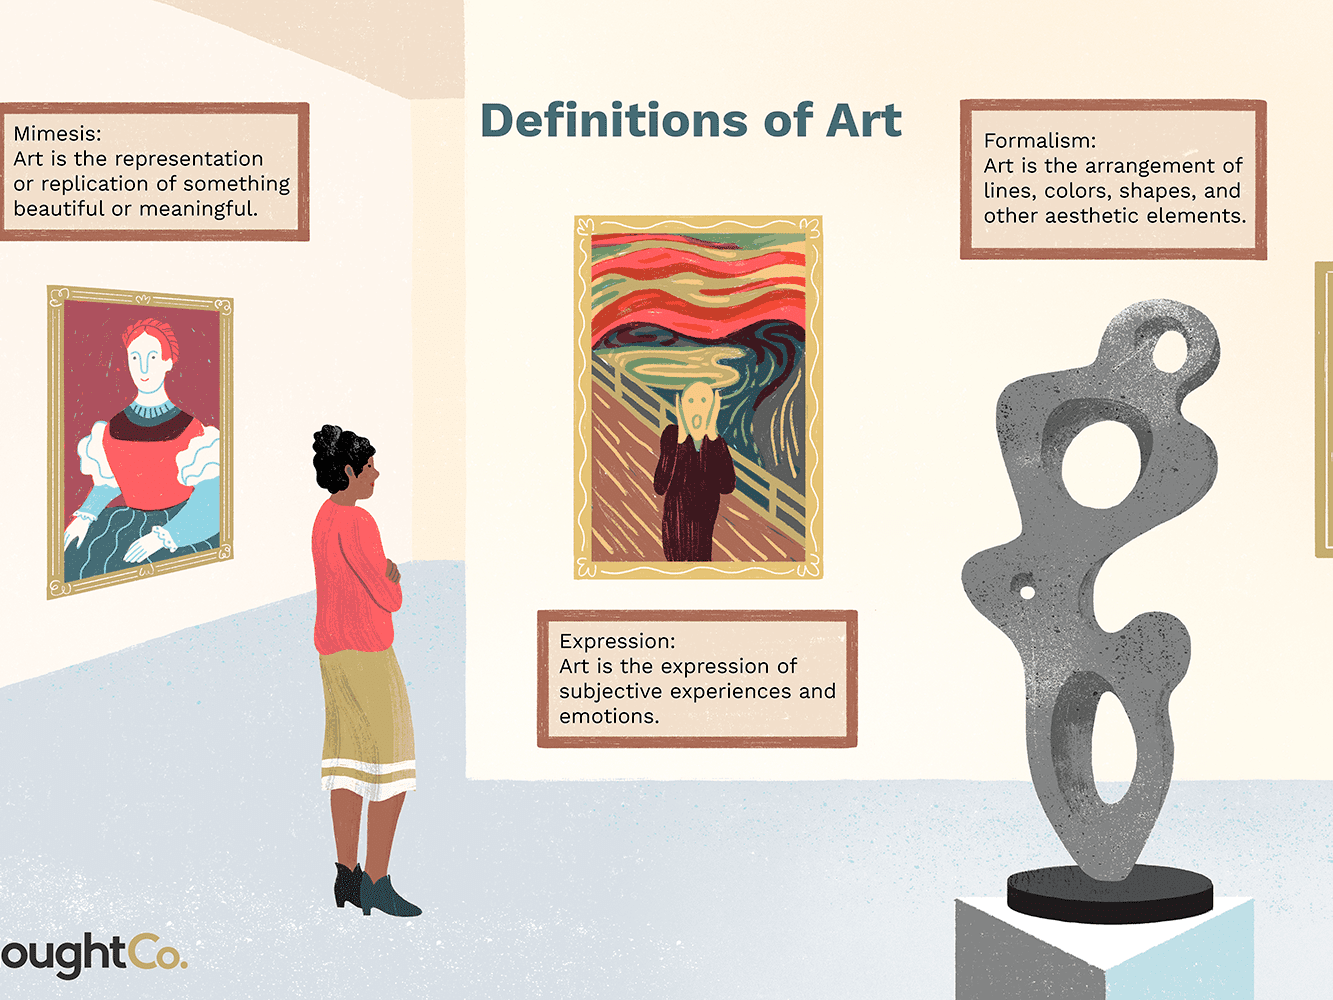 Definitions of Art
Mimesis:
Art is the representation
or replication of something
beautiful or meaningful.
Expression:
Art is the expression of
subjective experiences and
emotions.
Formalism:
Art is the arrangement of
lines, colors, shapes, and
other aesthetic elements.
oughtCo.